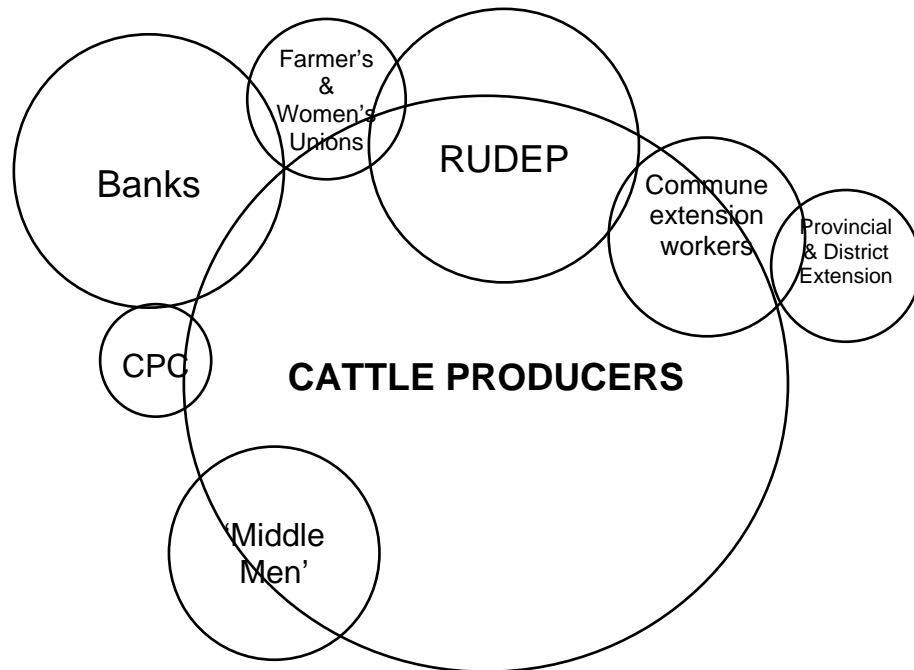 Farmer's
&
Women's
Unions
Banks
RUDEP
Commune
extension
workers
Provincial
& District
Extension
CPC
CATTLE PRODUCERS
'Middle
Men'